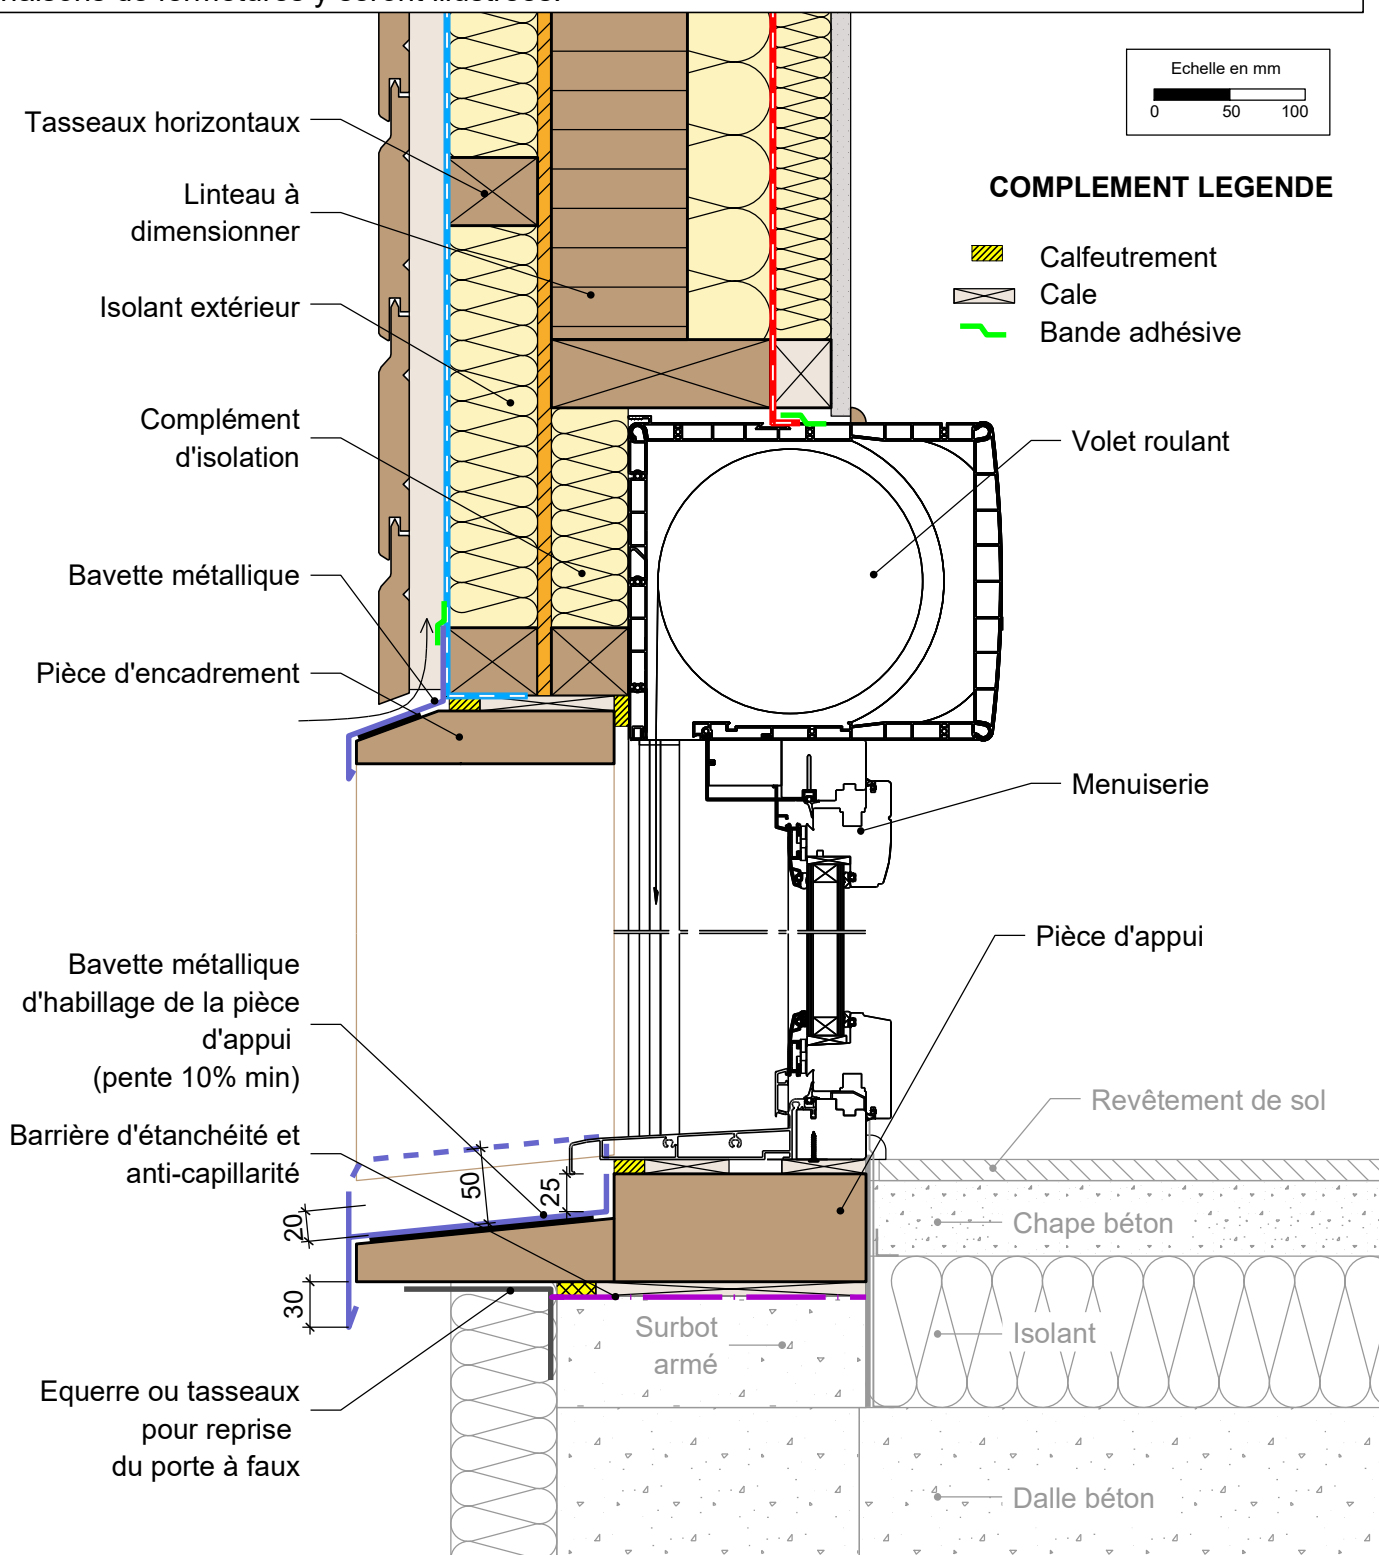 Echelle en mm
0 50 100
COMPLEMENT LEGENDE
Calfeutrement
Cale
Bande adhésive
Tasseaux horizontaux
Linteau à
dimensionner
Isolant extérieur
Complément
d'isolation
Volet roulant
Bavette métallique
Pièce d'encadrement
Menuiserie
Pièce d'appui
Bavette métallique
d'habillage de la pièce
d'appui
(pente 10% min)
Revêtement de sol
Barrière d'étanchéité et
anti-capillarité
50
25
20
30
Chape béton
Isolant
Surbot
armé
Equerre ou tasseaux
pour reprise
du porte à faux
Dalle béton